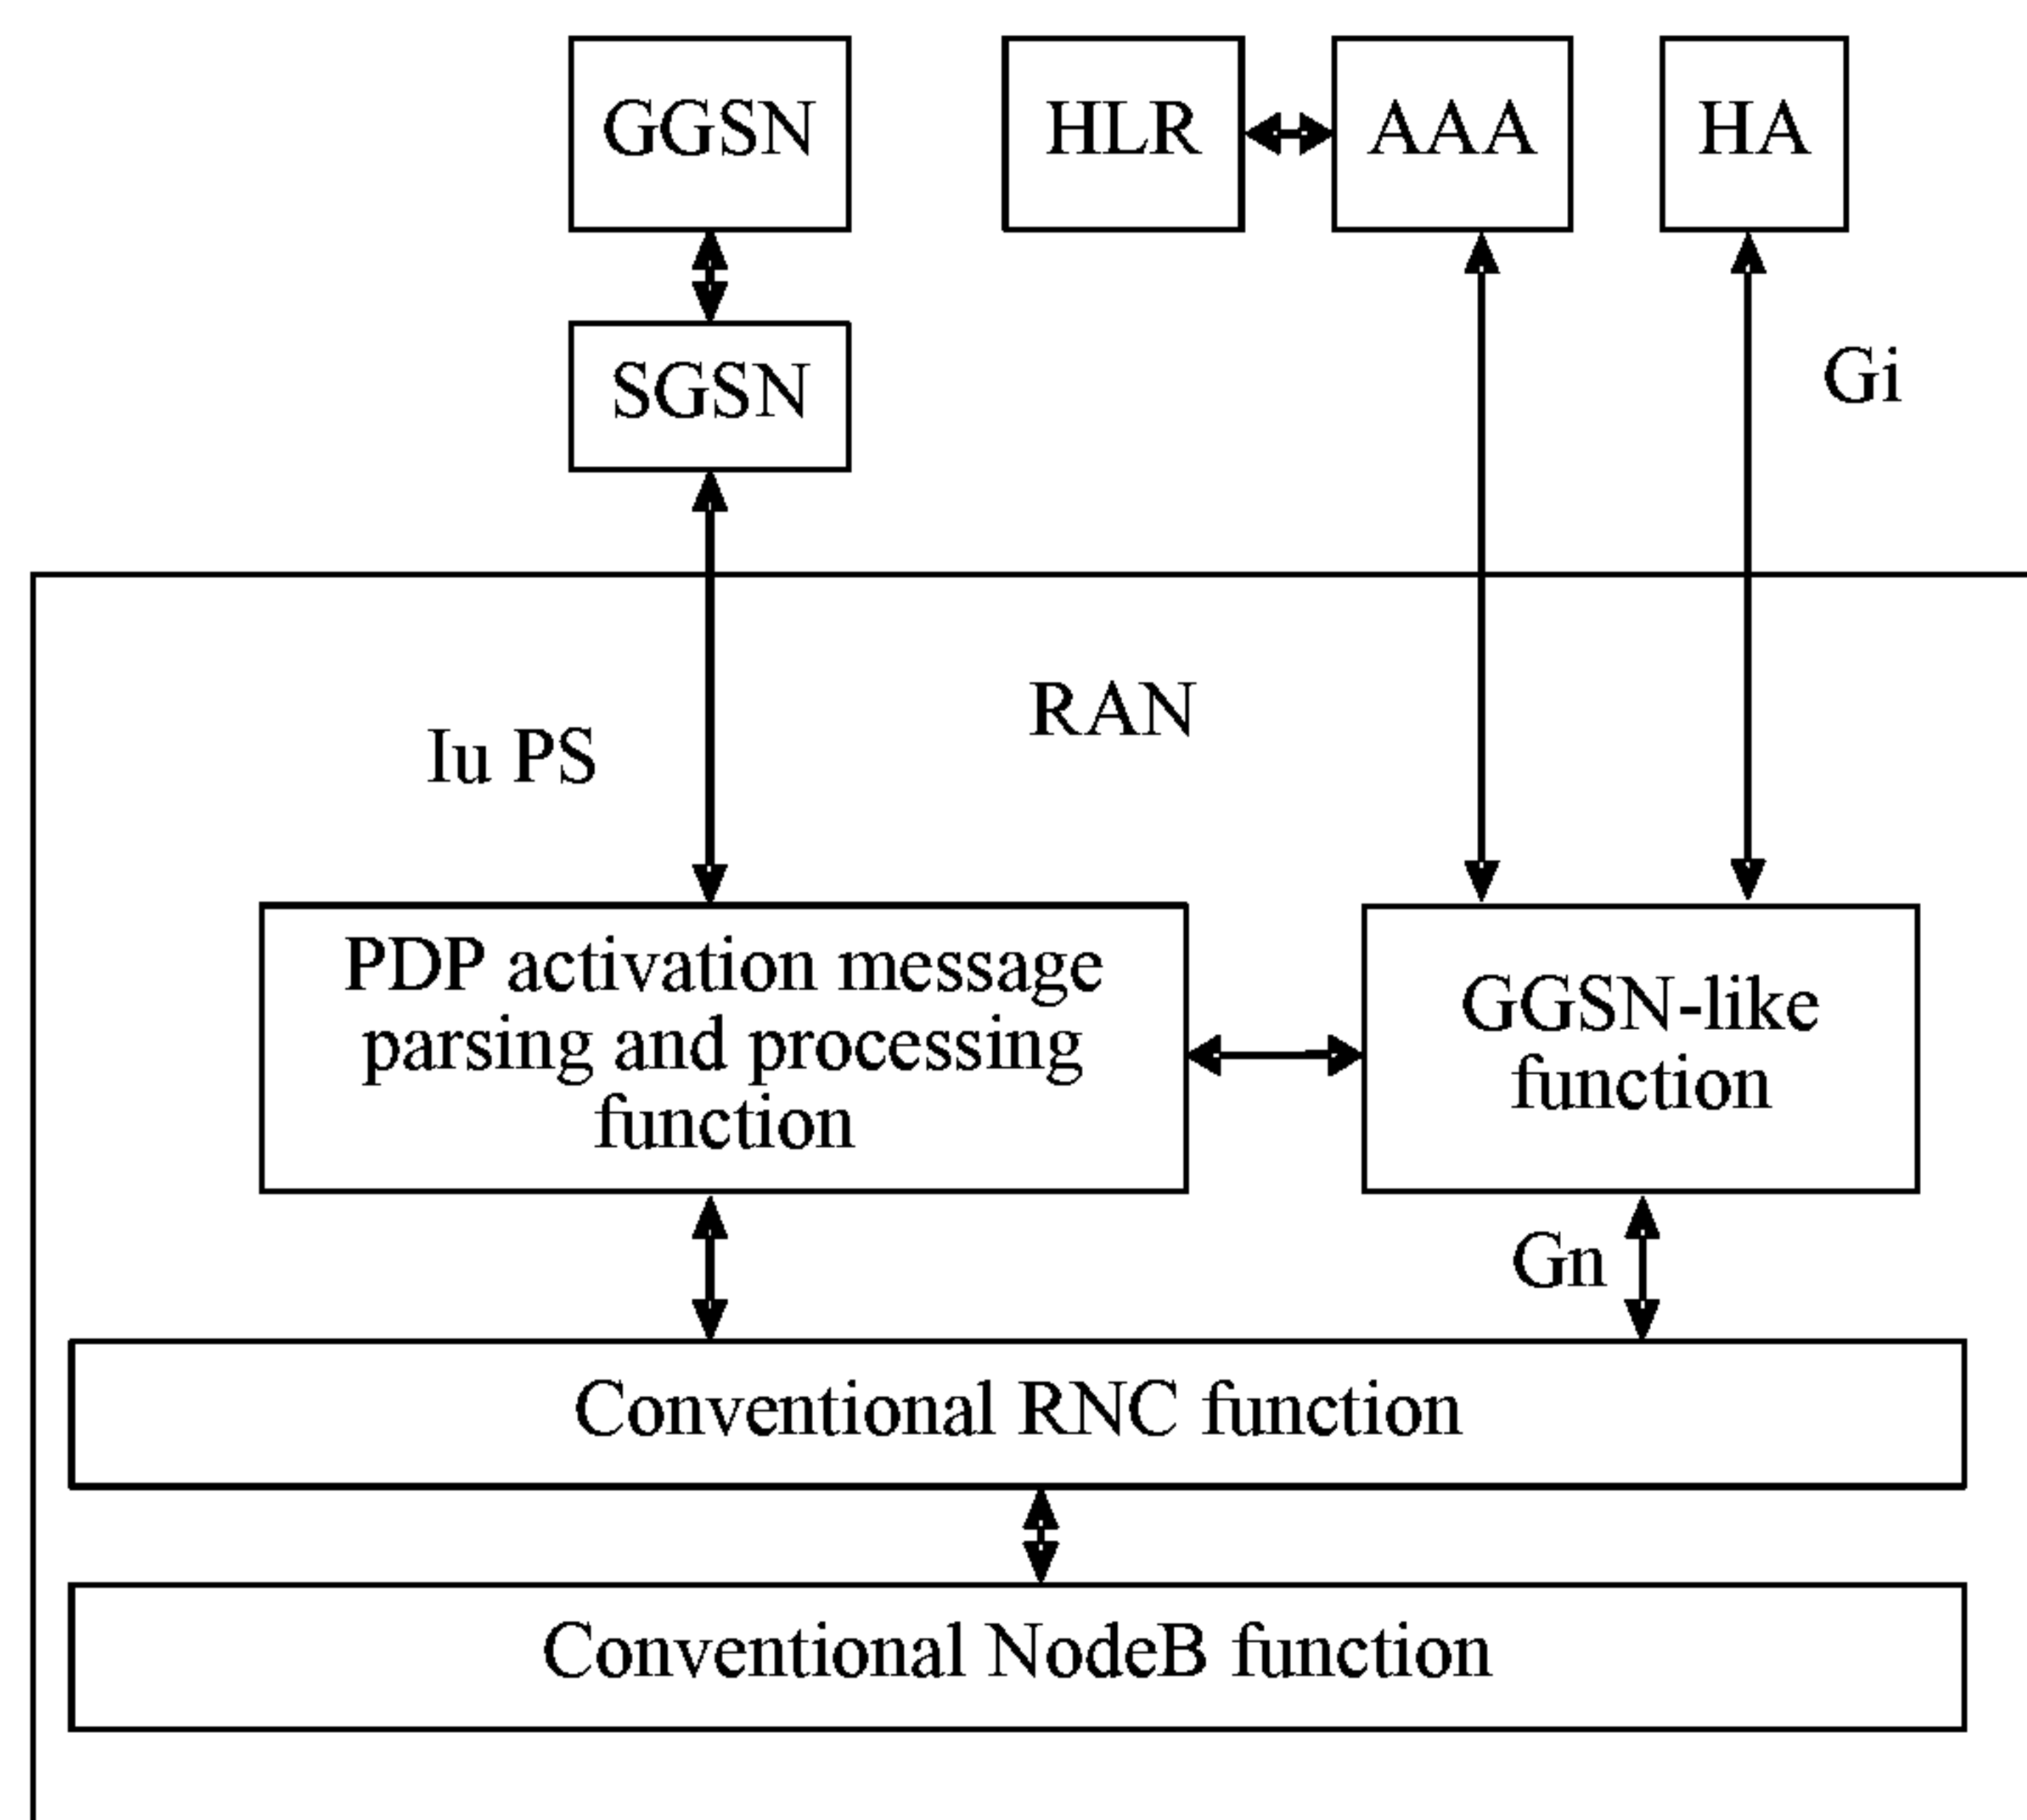 GGSN
HLR
AAA
HA
SGSN
Gi
RAN
Iu PS
PDP activation message
parsing and processing
function
GGSN-like
function
Gn
Conventional RNC function
Conventional NodeB function